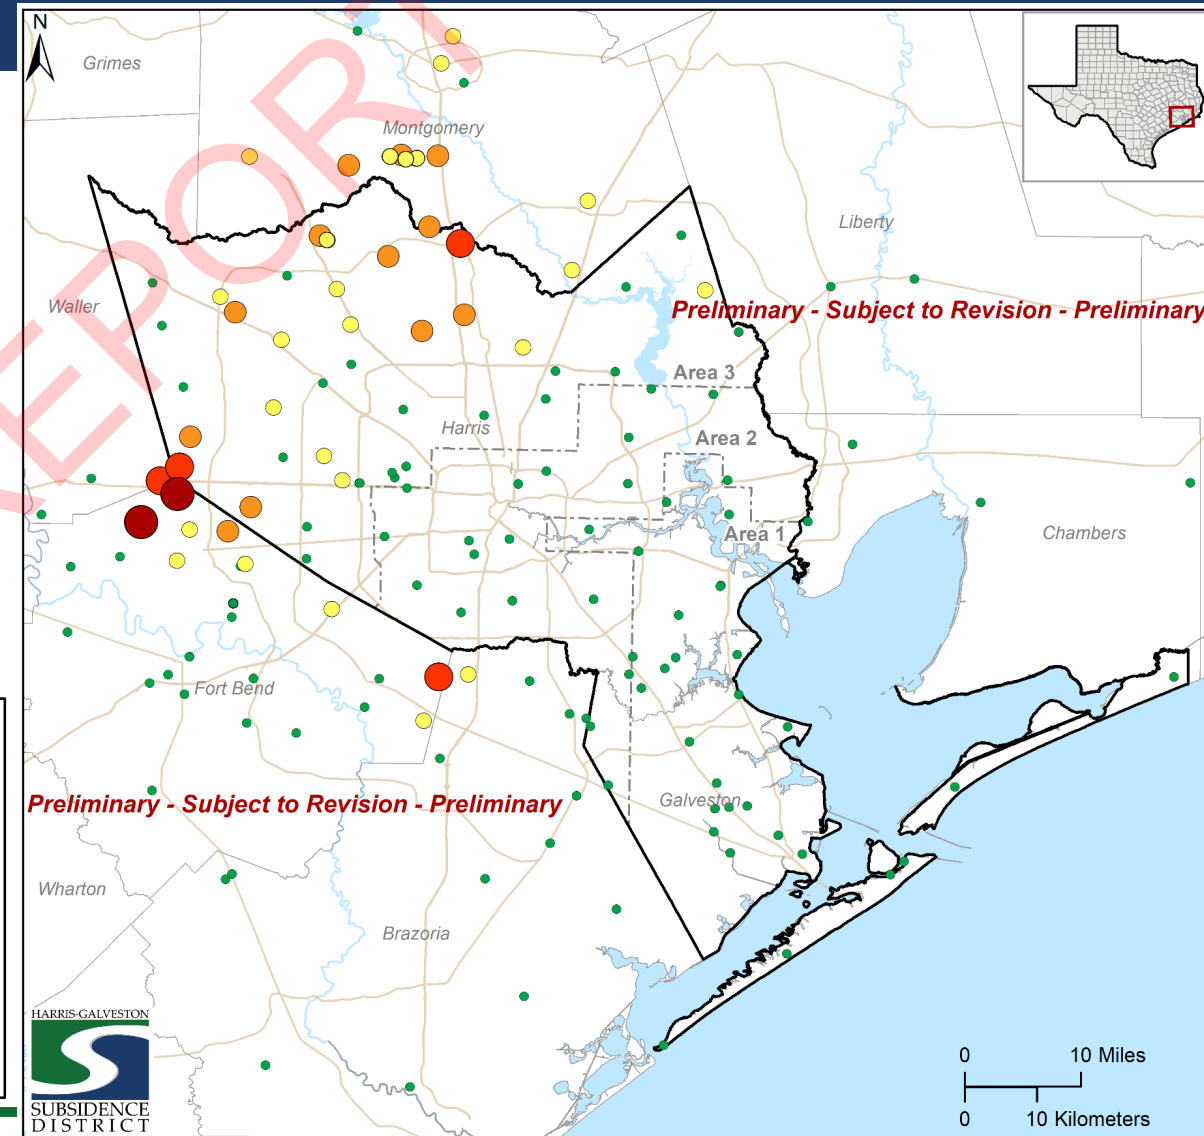 N
Grimes
Montgomery
REPORT
Liberty
Waller
Preliminary - Subject to Revision - Preliminary
Area 3
Harris
Area 2
Area 1
Chambers
Fort Bend
Preliminary - Subject to Revision - Preliminary
Galveston
Wharton
Brazoria
HARRIS-GALVESTON
SUBSIDENCE
DISTRICT
0 10 Miles
0 10 Kilometers